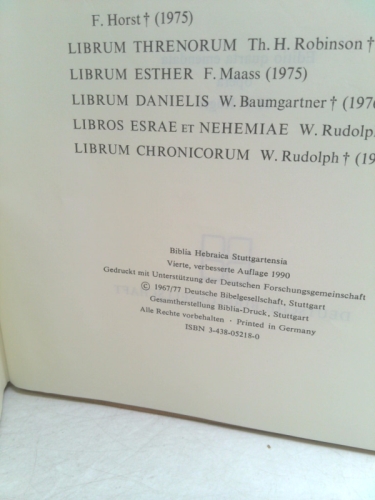 F. Horst † (1975)
LIBRUM THRENORUM Th. H. Robinson †
LIBRUM ESTHER F. Maass (1975)
LIBRUM DANIELIS W. Baumgartner † (1976
LIBROS ESRAE ET NEHEMIAE W. Rudolph
LIBRUM CHRONICORUM W. Rudolph † (19
Biblia Hebraica Stuttgartensia
Vierte, verbesserte Auflage 1990
Gedruckt mit Unterstützung der Deutschen Forschungsgemeinschaft
© 1967/77 Deutsche Bibelgesellschaft, Stuttgart
Gesamtherstellung Biblia-Druck, Stuttgart
Alle Rechte vorbehalten · Printed in Germany
ISBN 3-438-05218-0